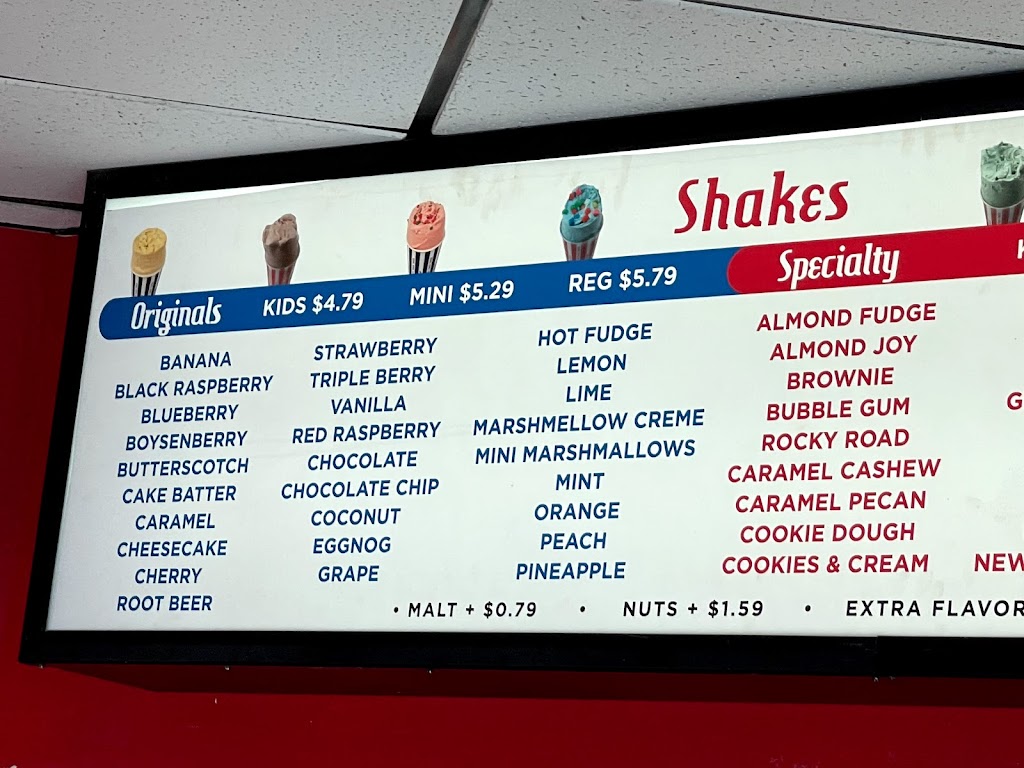 Shakes
Originals KIDS $4.79 MINI $5.29 REG $5.79
BANANA
BLACK RASPBERRY
BLUEBERRY
BOYSENBERRY
BUTTERSCOTCH
CAKE BATTER
CARAMEL
CHEESECAKE
CHERRY
ROOT BEER
STRAWBERRY
TRIPLE BERRY
VANILLA
RED RASPBERRY
CHOCOLATE
CHOCOLATE CHIP
COCONUT
EGGNOG
GRAPE
HOT FUDGE
LEMON
LIME
MARSHMELLOW CREME
MINI MARSHMALLOWS
MINT
ORANGE
PEACH
PINEAPPLE
Specialty
ALMOND FUDGE
ALMOND JOY
BROWNIE
BUBBLE GUM
ROCKY ROAD
CARAMEL CASHEW
CARAMEL PECAN
COOKIE DOUGH
COOKIES & CREAM
NEW
• MALT + $0.79 • NUTS + $1.59 • EXTRA FLAVOR